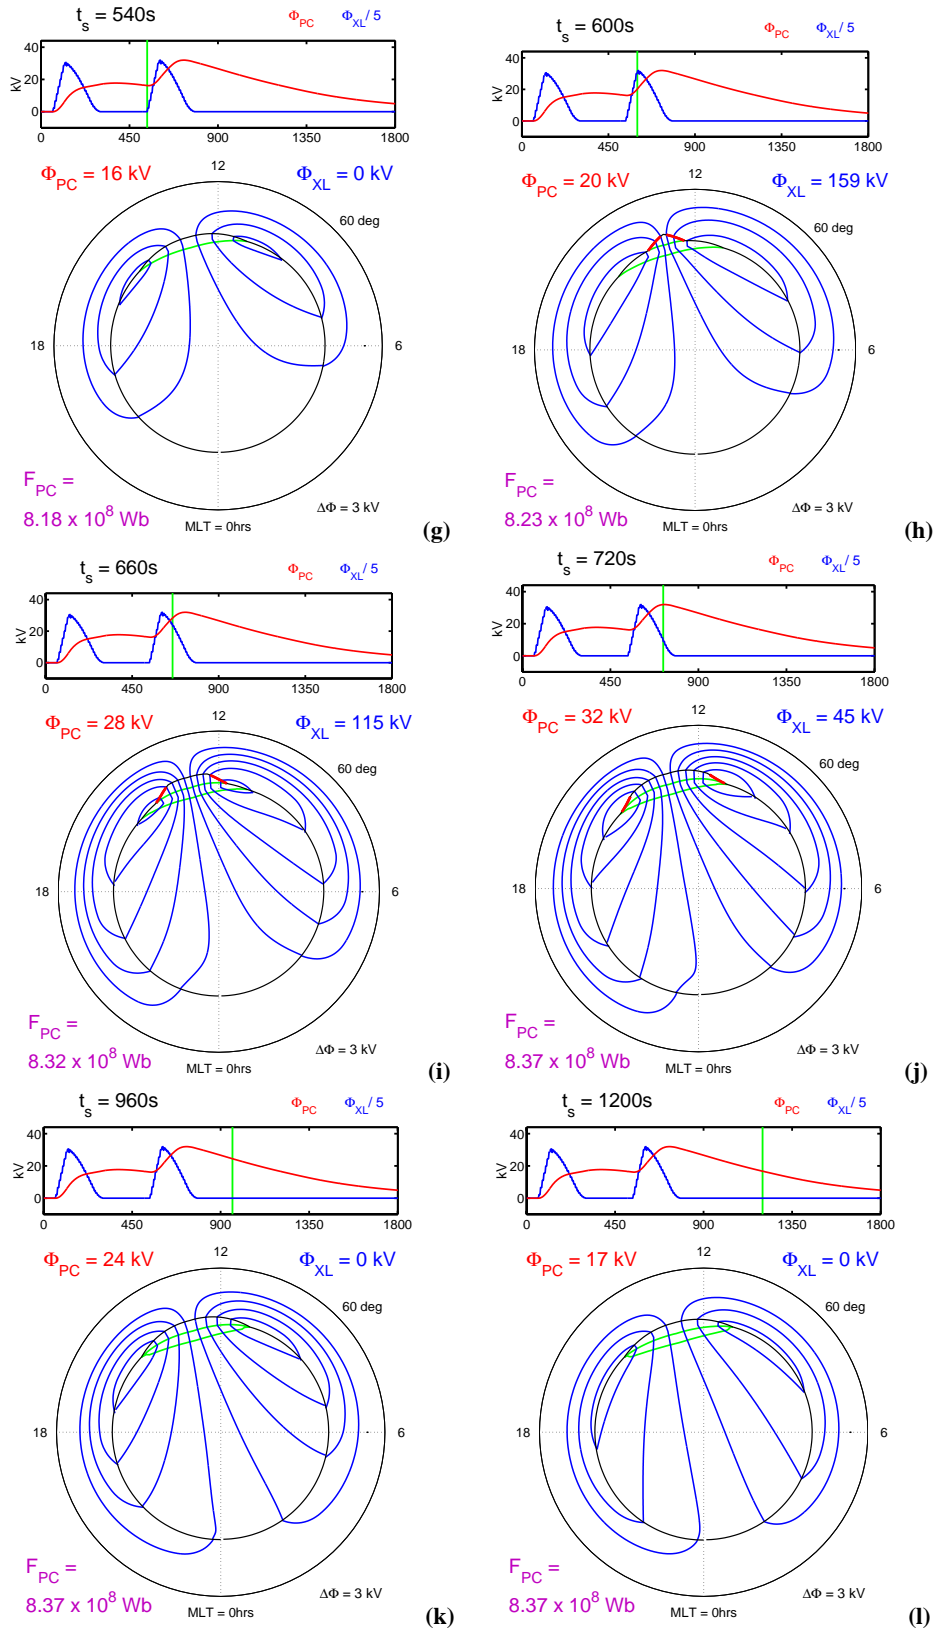 t_s = 540s Φ_PC Φ_XL/ 5
40
20
0
kV
0 450 900 1350 1800
Φ_PC = 16 kV 12 Φ_XL = 0 kV
60 deg
18 6
F_PC =
8.18 x 10^8 Wb
MLT = 0hrs
ΔΦ = 3 kV
(g)
t_s = 600s Φ_PC Φ_XL/ 5
40
20
0
kV
0 450 900 1350 1800
Φ_PC = 20 kV 12 Φ_XL = 159 kV
60 deg
18 6
F_PC =
8.23 x 10^8 Wb
MLT = 0hrs
ΔΦ = 3 kV
(h)
t_s = 660s Φ_PC Φ_XL/ 5
40
20
0
kV
0 450 900 1350 1800
Φ_PC = 28 kV 12 Φ_XL = 115 kV
60 deg
18 6
F_PC =
8.32 x 10^8 Wb
MLT = 0hrs
ΔΦ = 3 kV
(i)
t_s = 720s Φ_PC Φ_XL/ 5
40
20
0
kV
0 450 900 1350 1800
Φ_PC = 32 kV 12 Φ_XL = 45 kV
60 deg
18 6
F_PC =
8.37 x 10^8 Wb
MLT = 0hrs
ΔΦ = 3 kV
(j)
t_s = 960s Φ_PC Φ_XL/ 5
40
20
0
kV
0 450 900 1350 1800
Φ_PC = 24 kV 12 Φ_XL = 0 kV
60 deg
18 6
F_PC =
8.37 x 10^8 Wb
MLT = 0hrs
ΔΦ = 3 kV
(k)
t_s = 1200s Φ_PC Φ_XL/ 5
40
20
0
kV
0 450 900 1350 1800
Φ_PC = 17 kV 12 Φ_XL = 0 kV
60 deg
18 6
F_PC =
8.37 x 10^8 Wb
MLT = 0hrs
ΔΦ = 3 kV
(l)